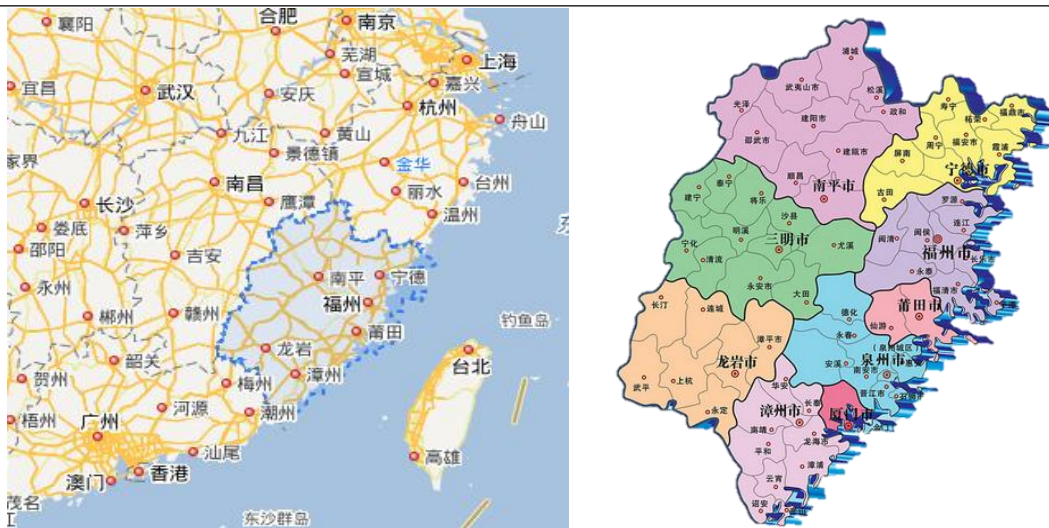 襄阳
合肥
南京
芜湖
上海
宣城
宜昌
武汉
安庆
嘉兴
杭州
舟山
九江
黄山
家界
景德镇
金华
台州
南昌
丽水
长沙
鹰潭
温州
娄底
萍乡
邵阳
吉安
南平
宁德
永州
福州
郴州
赣州
莆田
钓鱼岛
韶关
龙岩
台北
贺州
梅州
漳州
河源
潮州
梧州
广州
汕尾
高雄
香港
澳门
茂名
江
东沙群岛
东
浦城
武夷山市
松溪
光泽
建阳市
政和
寿宁
福鼎市
柘荣
邵武市
周宁
福安市
建瓯市
屏南
霞浦
顺昌
南平市
宁德市
古田
泰宁
建宁
将乐
罗源
沙县
连江
明溪
三明市
尤溪
闽清
闽侯
福州市
宁化
清流
长乐市
永泰
永安市
大田
福清市
长汀
连城
德化
莆田市
仙游
漳平市
永春
（泉州城区）
龙岩市
安溪
泉州市
南安市
武平
上杭
华安
晋江市
永定
漳州市
长泰
厦门市
南靖
龙海市
平和
漳浦
云宵
诏安